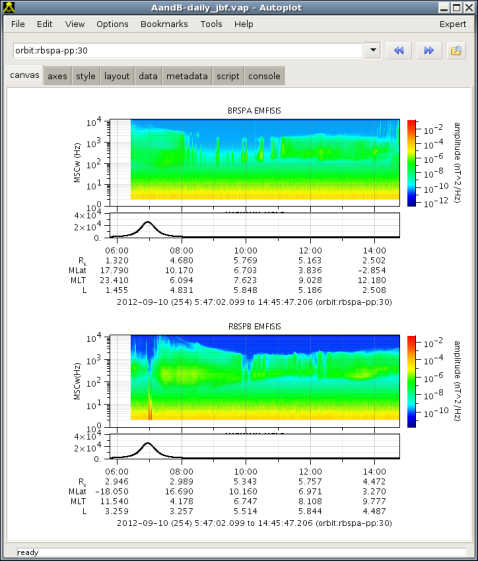 AandB-daily_jbf.vap - Autoplot
File Edit View Options Bookmarks Tools Help Expert
orbit:rbspa-pp:30
canvas axes style layout data metadata script console
BRSPA EMFISIS
10^4
10^3
10^2
10^1
10^0
MSCw (Hz)
10^-2
10^-4
10^-6
10^-8
10^-10
10^-12
amplitude (nT^2/Hz)
4×10^4
2×10^4
0.
06:00 08:00 10:00 12:00 14:00
Rs 1.320 4.680 5.769 5.163 2.502
MLat 17.790 10.170 6.703 3.836 -2.854
MLT 23.410 6.094 7.623 9.028 12.180
L 1.455 4.831 5.848 5.186 2.508
2012-09-10 (254) 5:47:02.099 to 14:45:47.206 (orbit:rbspa-pp:30)
RBSPB EMFISIS
10^4
10^3
10^2
10^1
10^0
MSCw(Hz)
10^-2
10^-4
10^-6
10^-8
10^-10
amplitude (nT^2/Hz)
4×10^4
2×10^4
0.
06:00 08:00 10:00 12:00 14:00
Rs 2.946 2.989 5.343 5.757 4.472
MLat -18.050 16.690 10.160 6.971 3.270
MLT 11.540 4.178 6.747 8.108 9.777
L 3.259 3.257 5.514 5.844 4.487
2012-09-10 (254) 5:47:02.099 to 14:45:47.206 (orbit:rbspa-pp:30)
ready